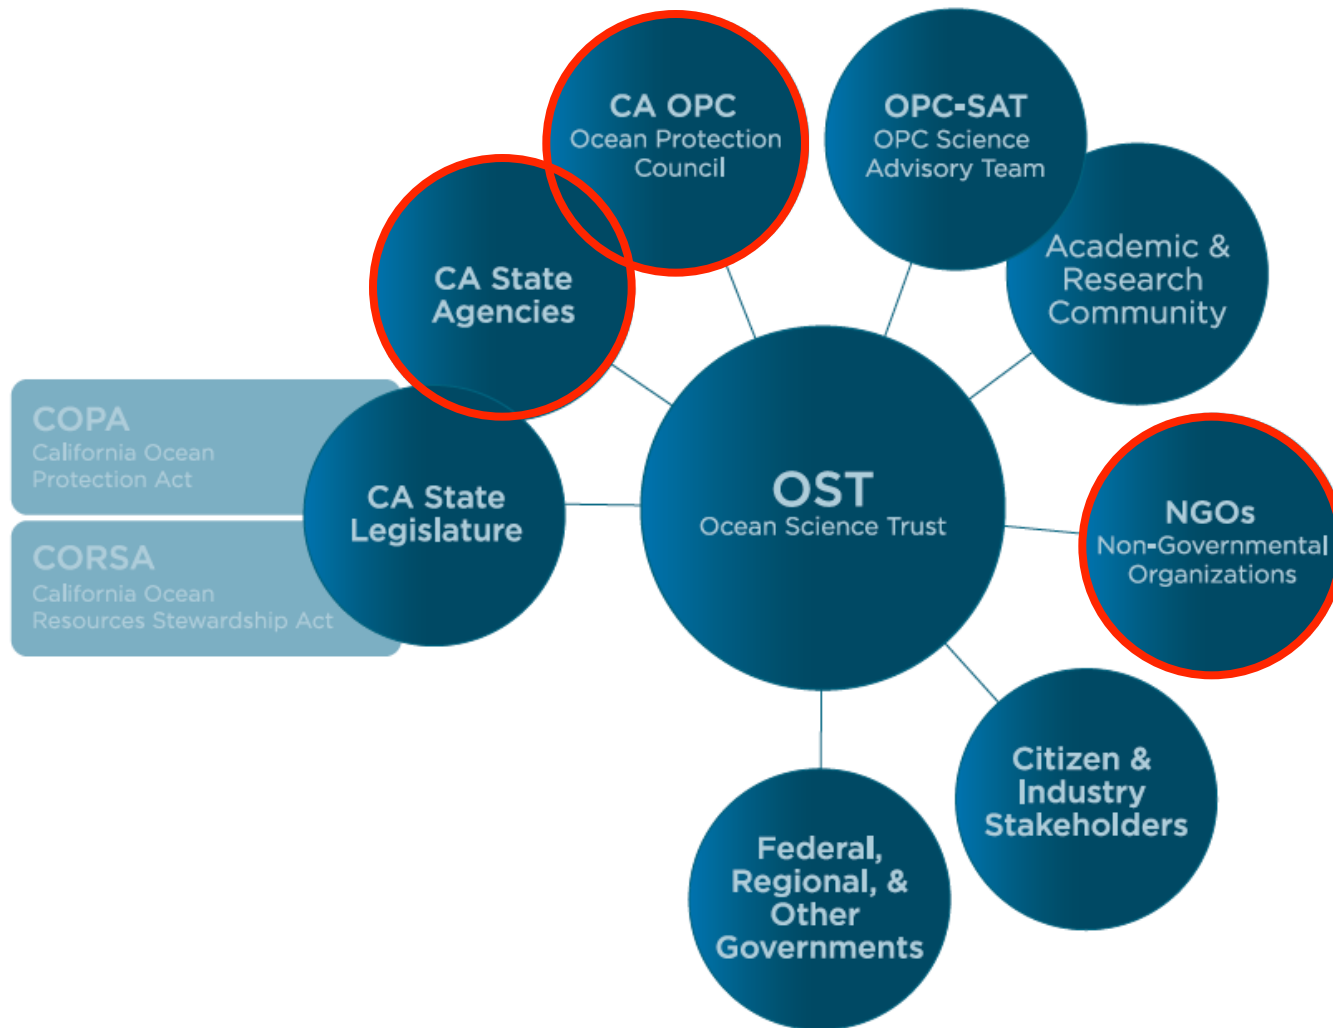 CA OPC
Ocean Protection
Council
OPC-SAT
OPC Science
Advisory Team
Academic &
Research
Community
CA State
Agencies
COPA
California Ocean
Protection Act
CORSA
California Ocean
Resources Stewardship Act
CA State
Legislature
OST
Ocean Science Trust
NGOs
Non-Governmental
Organizations
Citizen &
Industry
Stakeholders
Federal,
Regional, &
Other
Governments